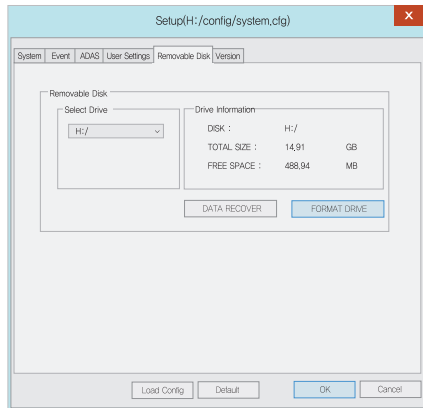 Setup(H:/config/system,cfg)
x
System Event ADAS User Settings Removable Disk Version
Removable Disk
Select Drive
H:/
Drive Information
DISK : H:/
TOTAL SIZE : 14,91 GB
FREE SPACE : 488,94 MB
DATA RECOVER FORMAT DRIVE
Load Config Default OK Cancel